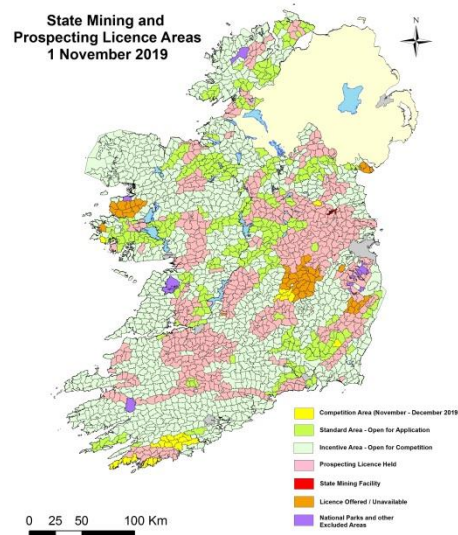 State Mining and
Prospecting Licence Areas
1 November 2019
N
Competition Area (November - December 2019
Standard Area - Open for Application
Incentive Area - Open for Competition
Prospecting Licence Held
State Mining Facility
Licence Offered / Unavailable
National Parks and other
Excluded Areas
0 25 50 100 Km